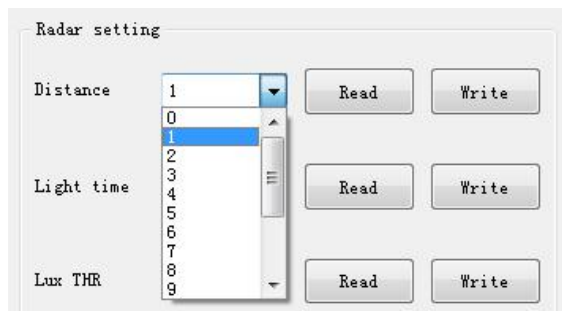 Radar setting
Distance 1 Read Write
0
1
2
3
Light time Read Write
4
5
6
7
8
Lux THR Read Write
9